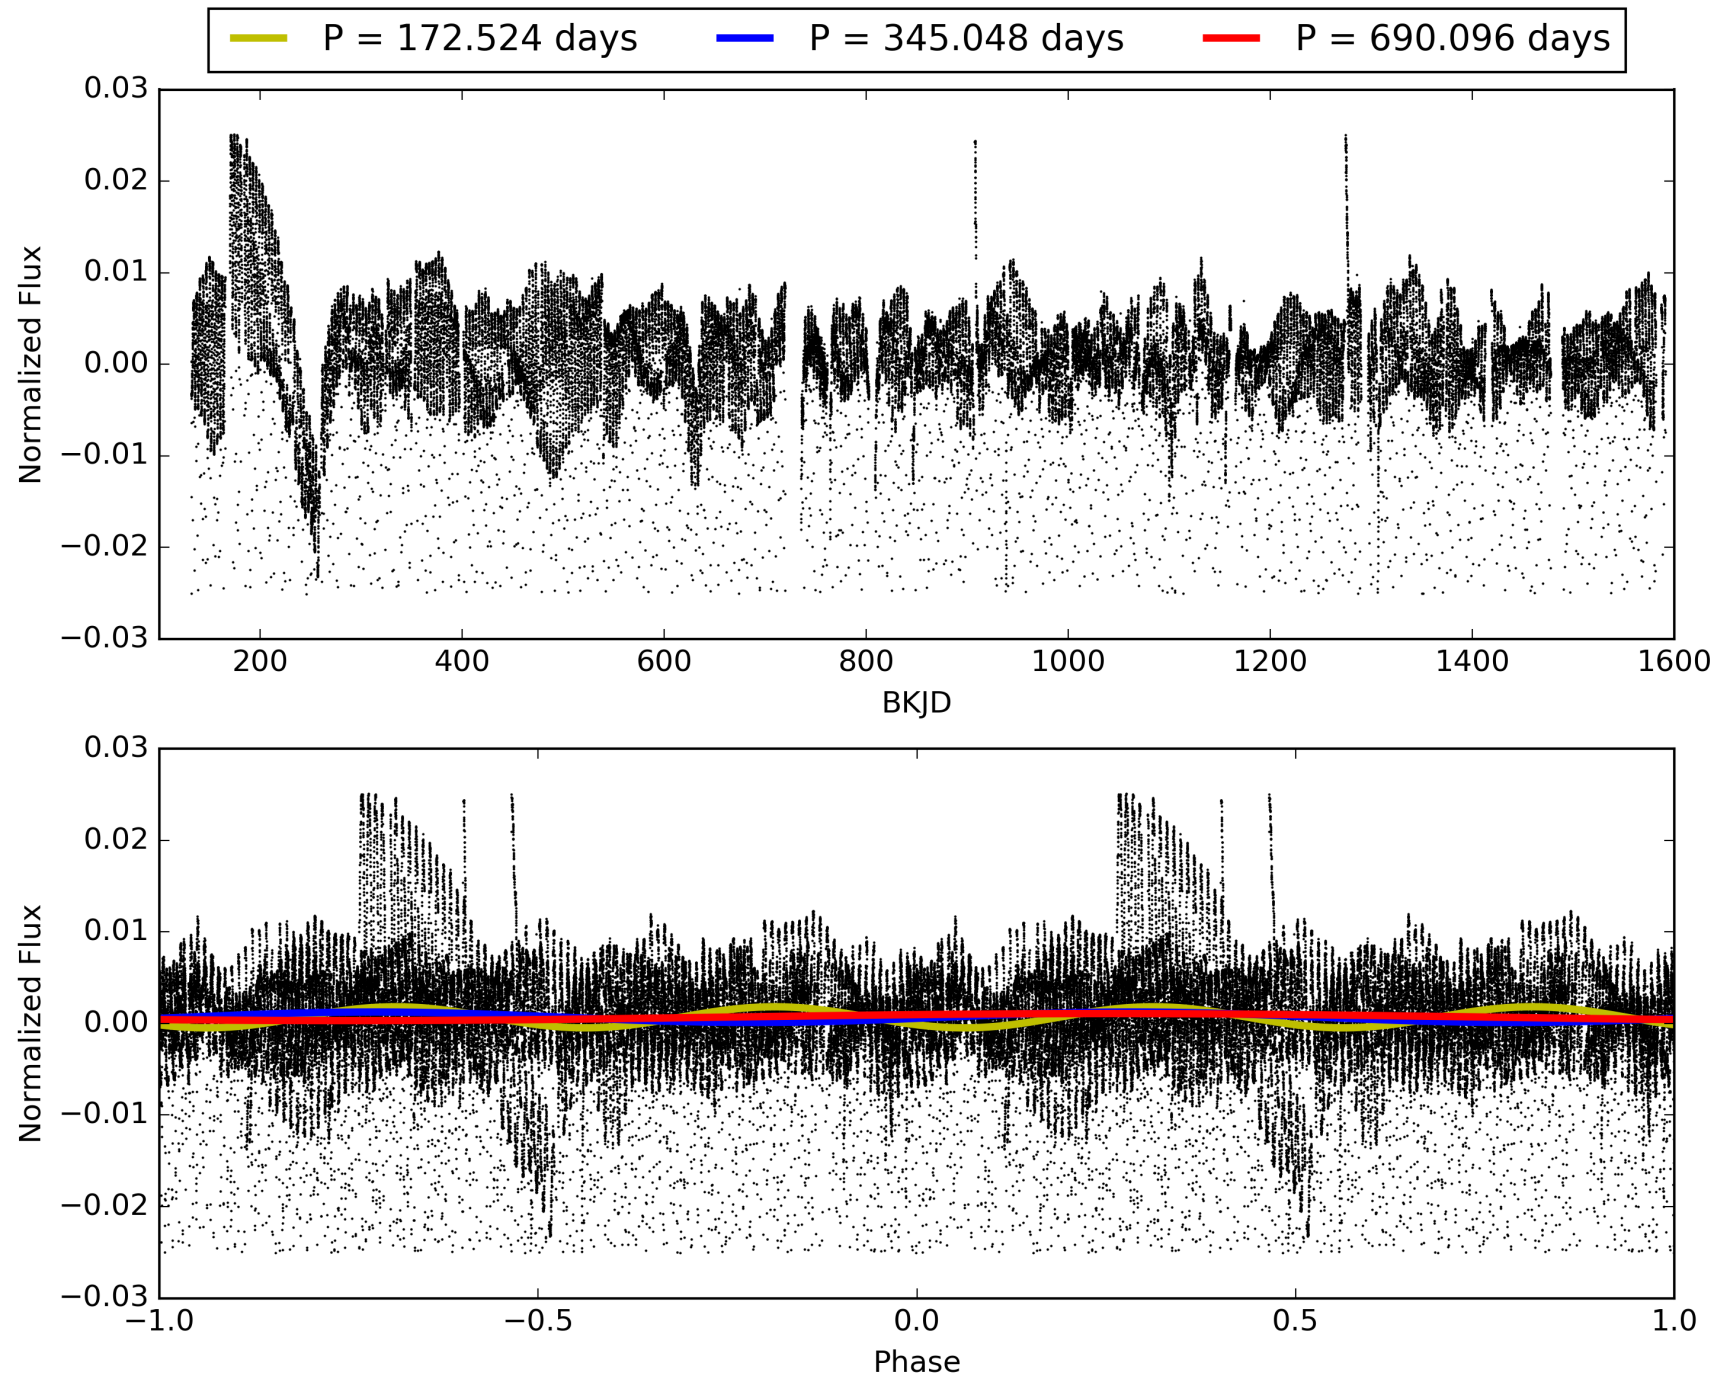 P = 172.524 days P = 345.048 days P = 690.096 days
0.03
0.02
0.01
0.00
−0.01
−0.02
−0.03
Normalized Flux
200 400 600 800 1000 1200 1400 1600
BKJD
0.03
0.02
0.01
0.00
−0.01
−0.02
−0.03
Normalized Flux
−1.0 −0.5 0.0 0.5 1.0
Phase